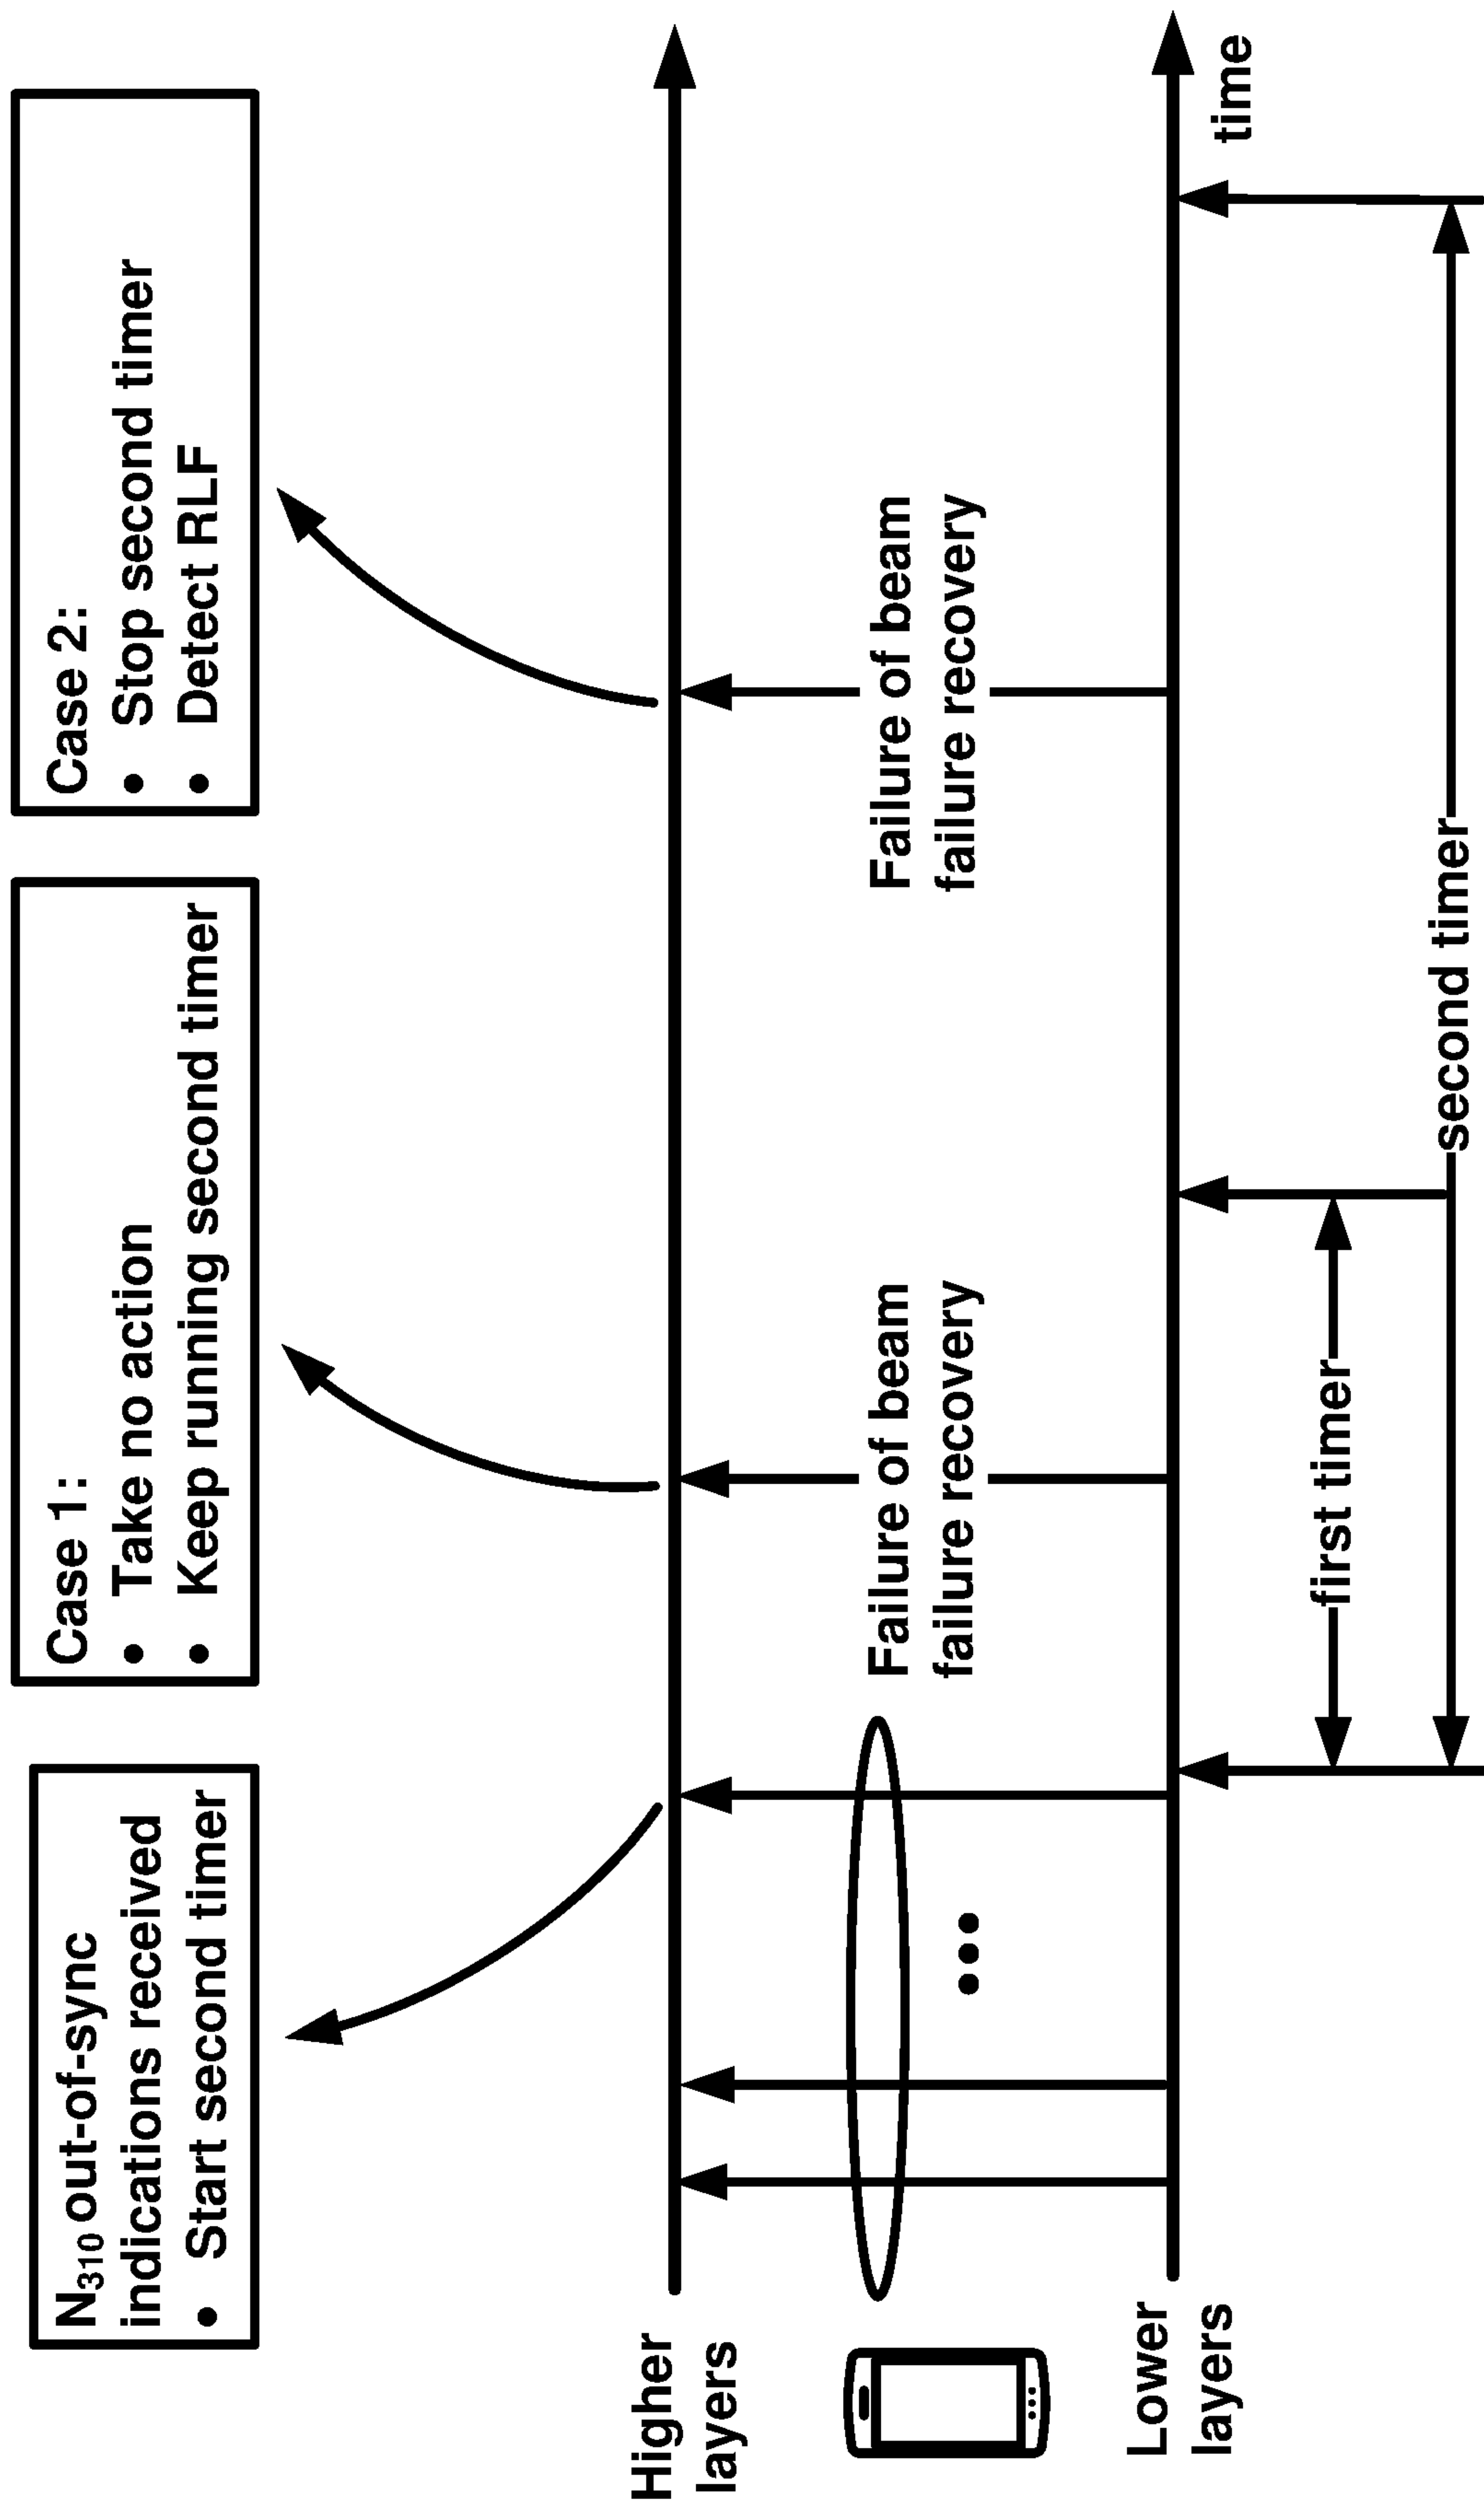 N310 out-of-sync
indications received
• Start second timer
Case 1:
• Take no action
• Keep running second timer
Case 2:
• Stop second timer
• Detect RLF
Higher
layers
Failure of beam
failure recovery
Failure of beam
failure recovery
...
Lower
layers
time
first timer
second timer